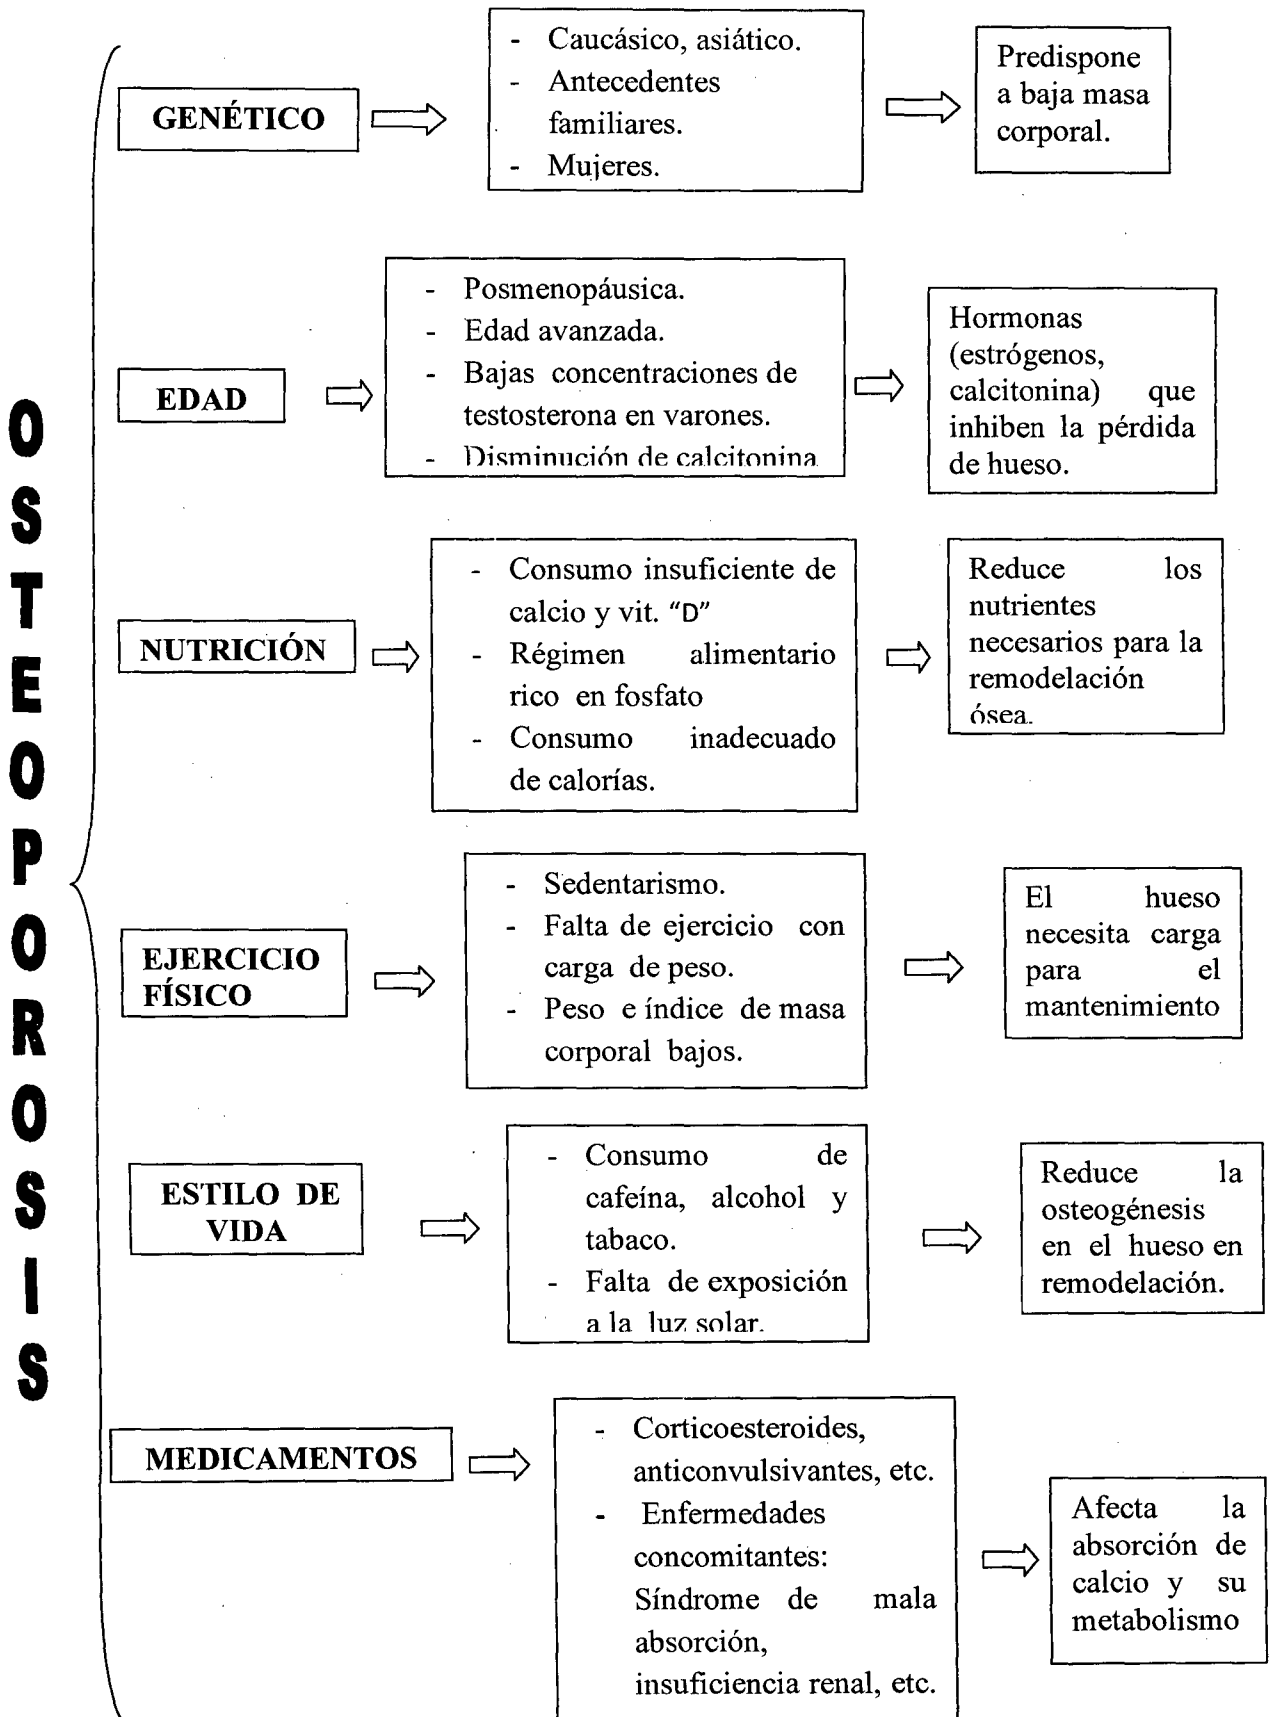 OSTEOPOROSIS
GENÉTICO
- Caucásico, asiático.
- Antecedentes
familiares.
- Mujeres.
Predispone
a baja masa
corporal.
EDAD
- Posmenopáusica.
- Edad avanzada.
- Bajas concentraciones de
testosterona en varones.
- Disminución de calcitonina
Hormonas
(estrógenos,
calcitonina) que
inhiben la pérdida
de hueso.
NUTRICIÓN
- Consumo insuficiente de
calcio y vit. "D"
- Régimen alimentario
rico en fosfato
- Consumo inadecuado
de calorías.
Reduce los
nutrientes
necesarios para la
remodelación
ósea.
EJERCICIO
FÍSICO
- Sedentarismo.
- Falta de ejercicio con
carga de peso.
- Peso e índice de masa
corporal bajos.
El hueso
necesita carga
para el
mantenimiento
ESTILO DE
VIDA
- Consumo de
cafeína, alcohol y
tabaco.
- Falta de exposición
a la luz solar.
Reduce la
osteogénesis
en el hueso en
remodelación.
MEDICAMENTOS
- Corticoesteroides,
anticonvulsivantes, etc.
- Enfermedades
concomitantes:
Síndrome de mala
absorción,
insuficiencia renal, etc.
Afecta la
absorción de
calcio y su
metabolismo